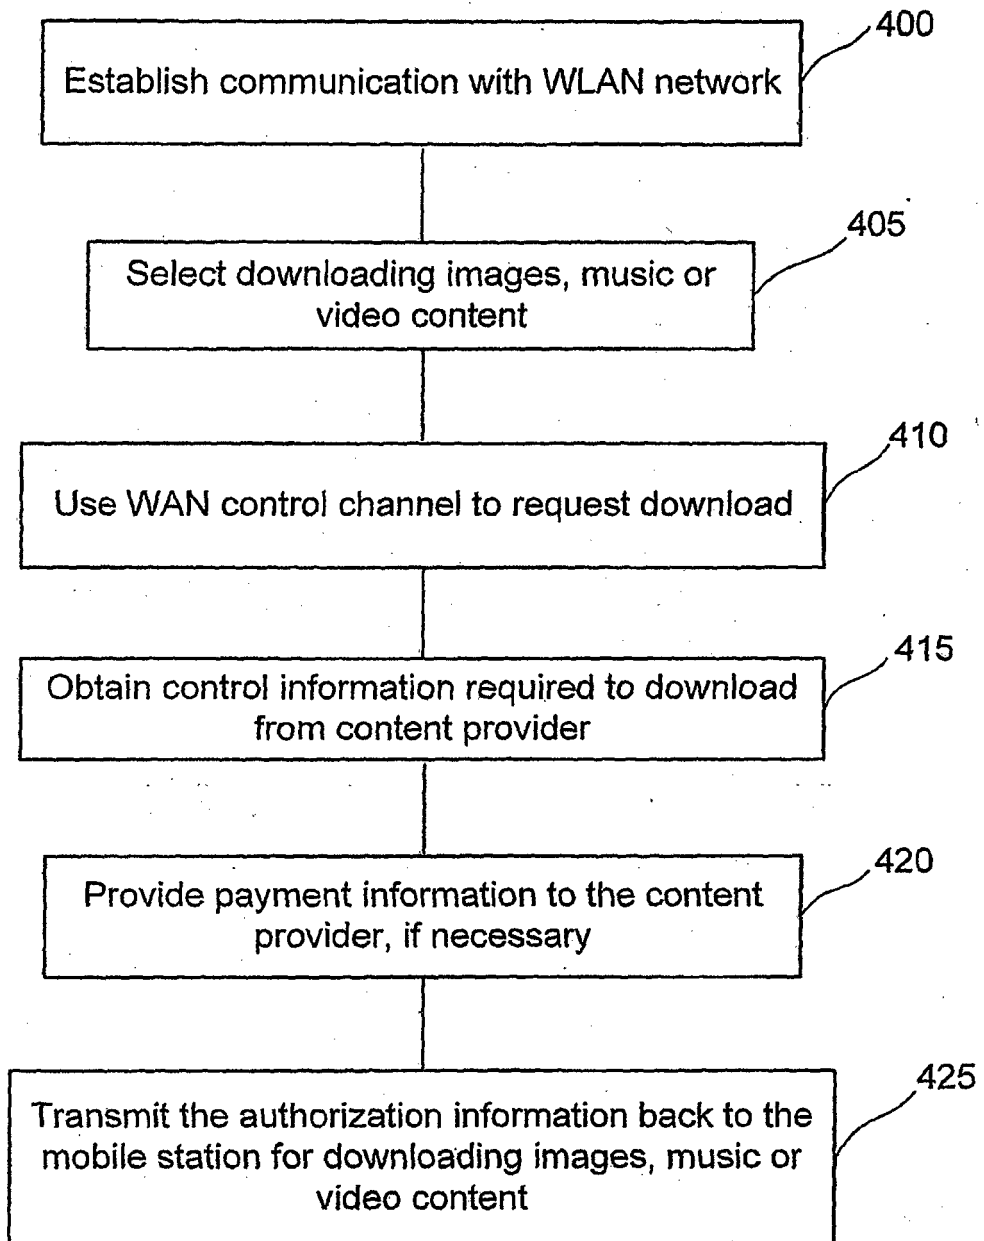 400
Establish communication with WLAN network
405
Select downloading images, music or
video content
410
Use WAN control channel to request download
415
Obtain control information required to download
from content provider
420
Provide payment information to the content
provider, if necessary
425
Transmit the authorization information back to the
mobile station for downloading images, music or
video content